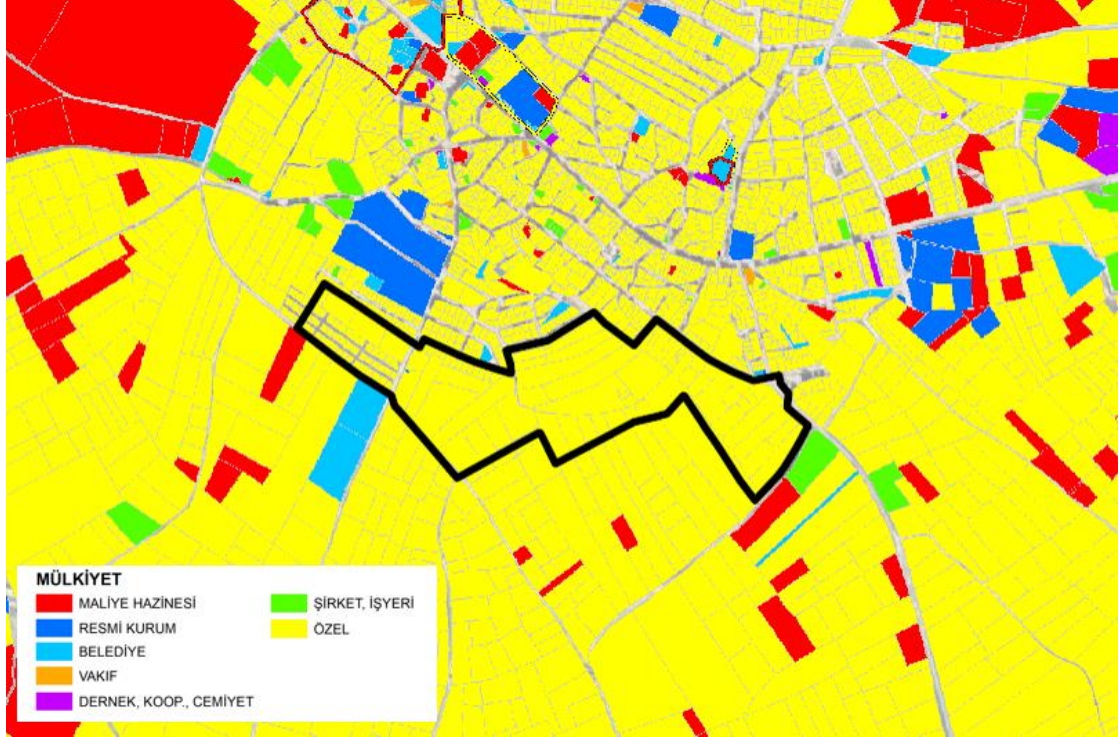 MÜLKİYET
MALİYE HAZİNESİ
RESMİ KURUM
BELEDİYE
VAKIF
DERNEK, KOOP., CEMİYET
ŞİRKET, İŞYERİ
ÖZEL